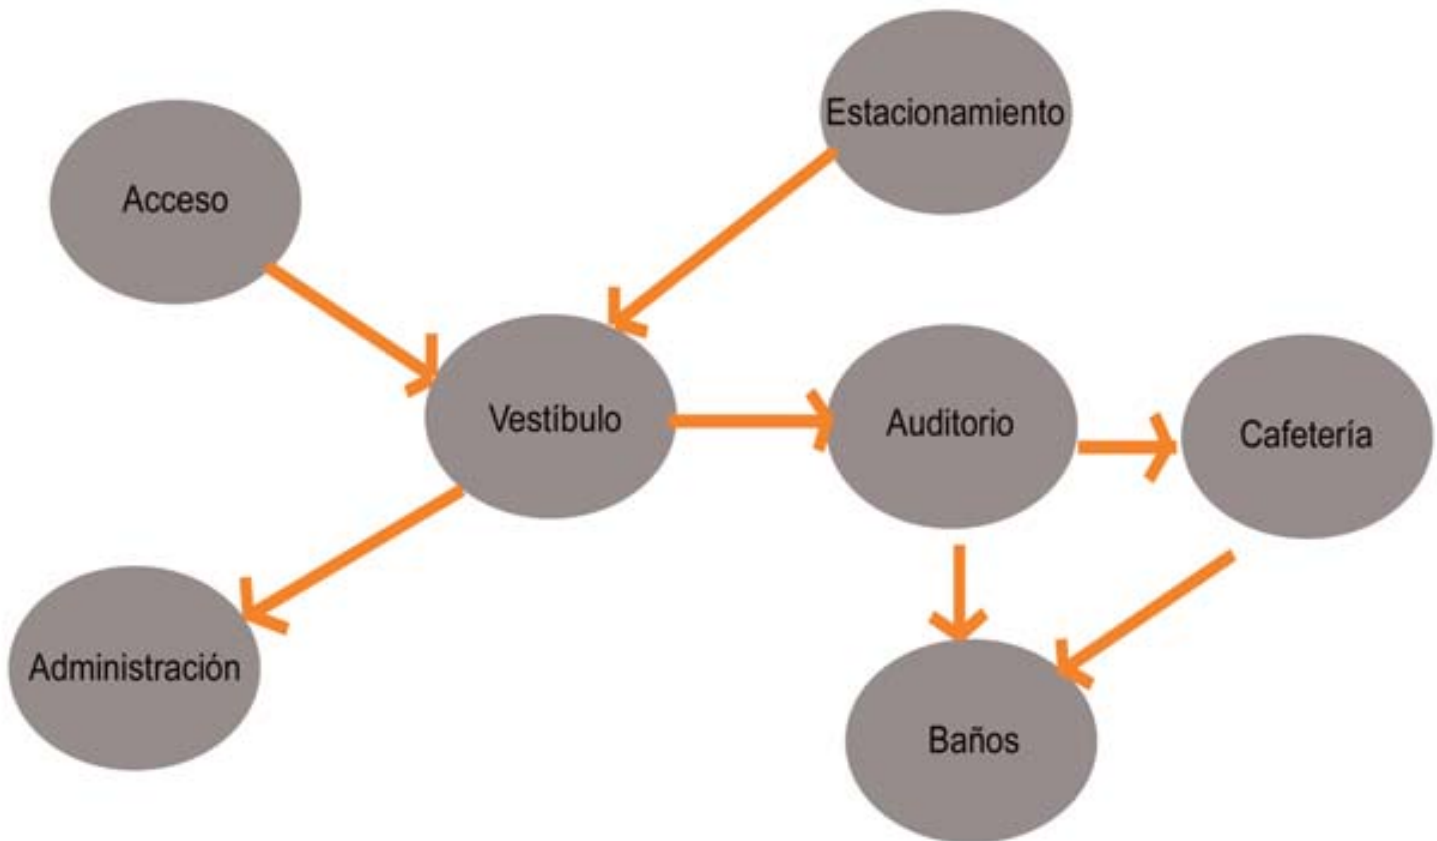 Estacionamiento
Acceso
Vestíbulo
Auditorio
Cafetería
Administración
Baños